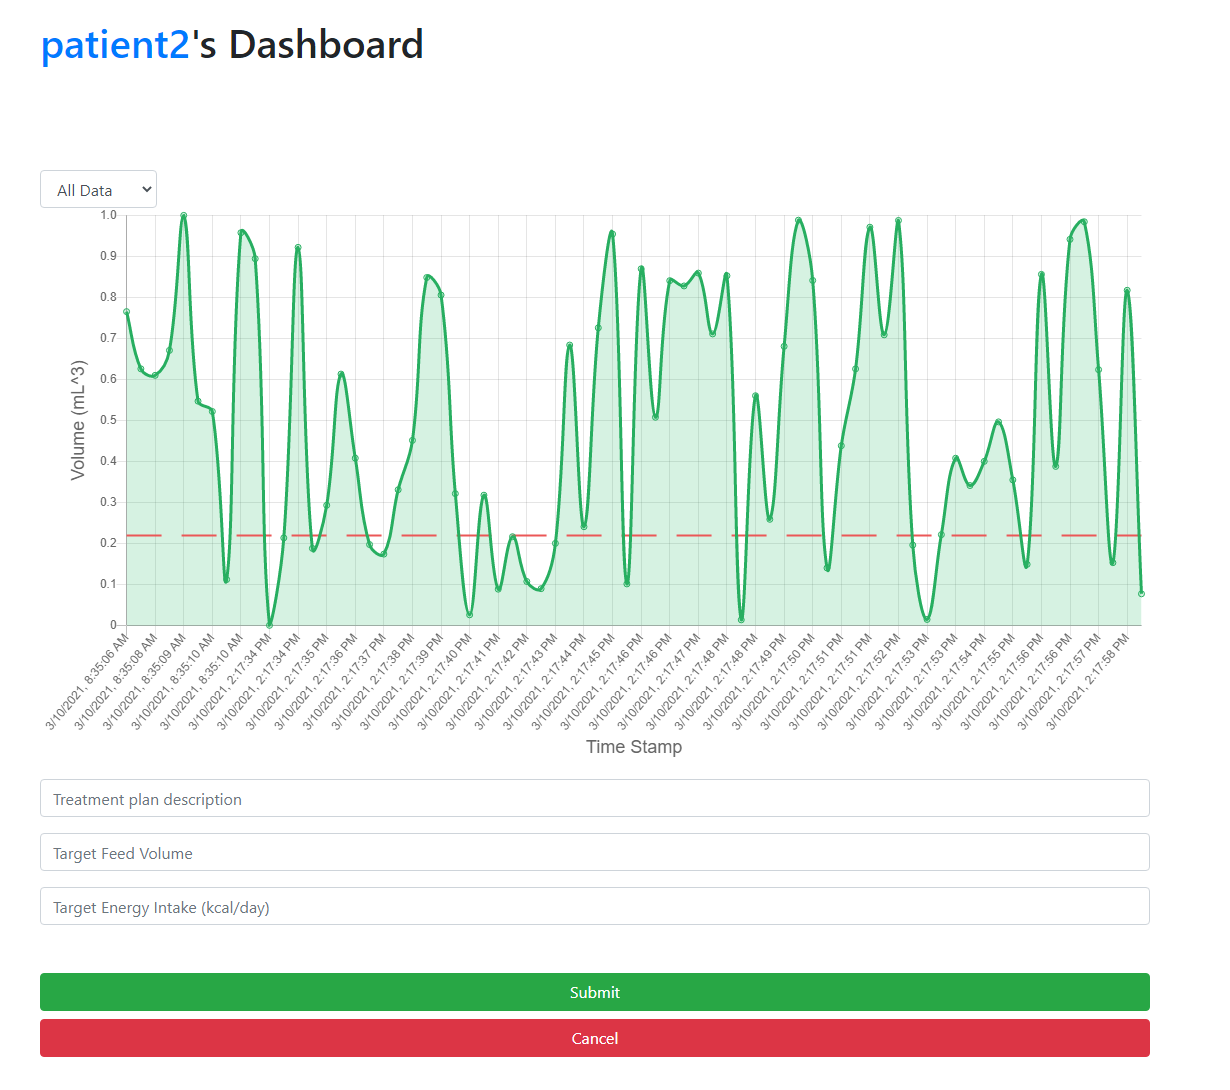 patient2's Dashboard
All Data
1.0
0.9
0.8
0.7
0.6
0.5
0.4
0.3
0.2
0.1
0
Volume (mL^3)
3/10/2021, 8:35:06 AM
3/10/2021, 8:35:08 AM
3/10/2021, 8:35:09 AM
3/10/2021, 8:35:10 AM
3/10/2021, 8:35:10 AM
3/10/2021, 2:17:34 PM
3/10/2021, 2:17:34 PM
3/10/2021, 2:17:35 PM
3/10/2021, 2:17:36 PM
3/10/2021, 2:17:37 PM
3/10/2021, 2:17:38 PM
3/10/2021, 2:17:39 PM
3/10/2021, 2:17:40 PM
3/10/2021, 2:17:41 PM
3/10/2021, 2:17:42 PM
3/10/2021, 2:17:43 PM
3/10/2021, 2:17:44 PM
3/10/2021, 2:17:45 PM
3/10/2021, 2:17:46 PM
3/10/2021, 2:17:46 PM
3/10/2021, 2:17:47 PM
3/10/2021, 2:17:48 PM
3/10/2021, 2:17:48 PM
3/10/2021, 2:17:49 PM
3/10/2021, 2:17:50 PM
3/10/2021, 2:17:51 PM
3/10/2021, 2:17:51 PM
3/10/2021, 2:17:52 PM
3/10/2021, 2:17:53 PM
3/10/2021, 2:17:53 PM
3/10/2021, 2:17:54 PM
3/10/2021, 2:17:55 PM
3/10/2021, 2:17:56 PM
3/10/2021, 2:17:56 PM
3/10/2021, 2:17:57 PM
3/10/2021, 2:17:58 PM
Time Stamp
Treatment plan description
Target Feed Volume
Target Energy Intake (kcal/day)
Submit
Cancel